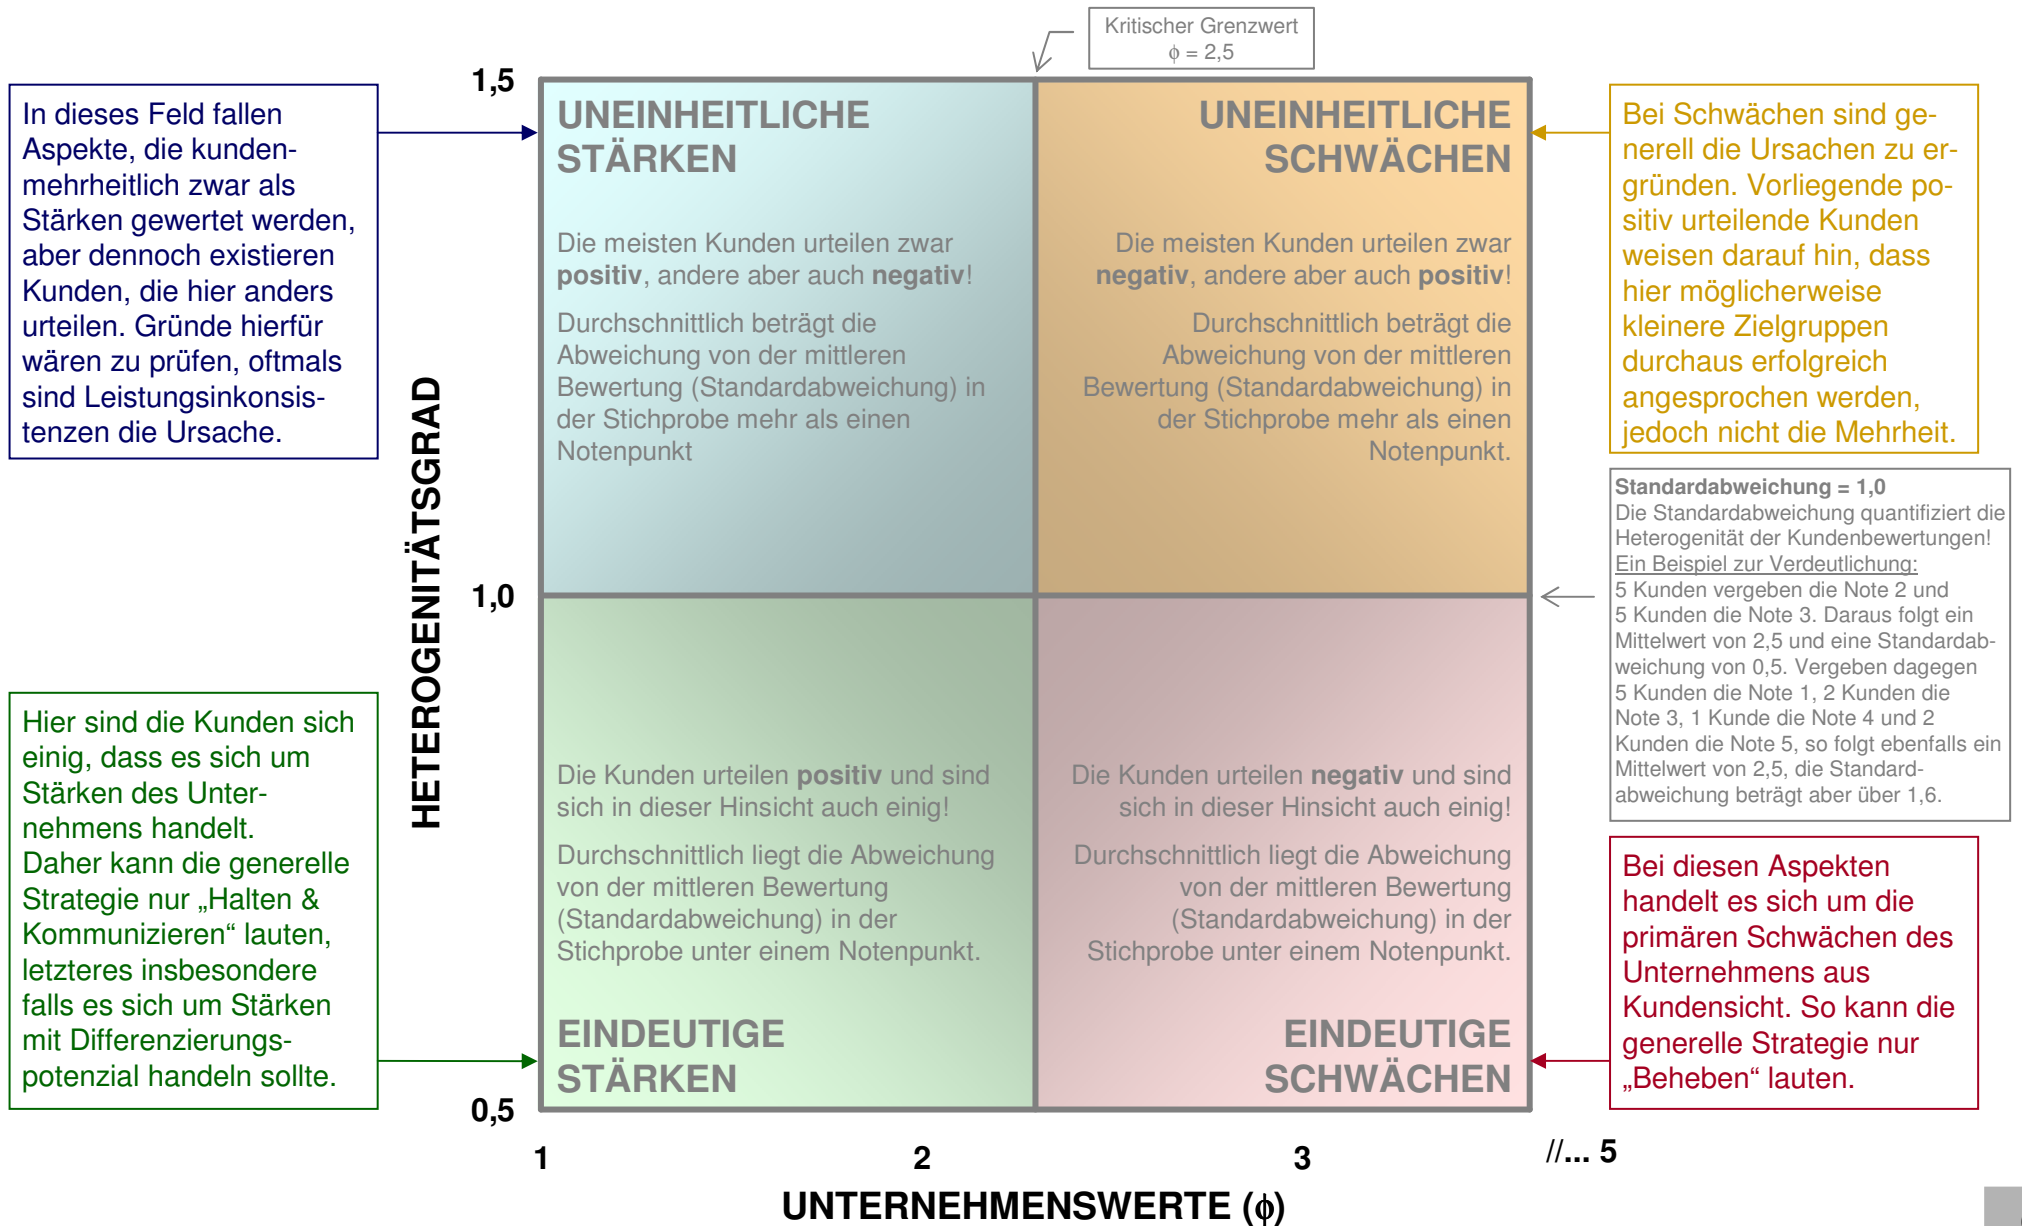 Kritischer Grenzwert
ϕ = 2,5
In dieses Feld fallen
Aspekte, die kunden-
mehrheitlich zwar als
Stärken gewertet werden,
aber dennoch existieren
Kunden, die hier anders
urteilen. Gründe hierfür
wären zu prüfen, oftmals
sind Leistungsinkonsis-
tenzen die Ursache.
Hier sind die Kunden sich
einig, dass es sich um
Stärken des Unter-
nehmens handelt.
Daher kann die generelle
Strategie nur „Halten &
Kommunizieren“ lauten,
letzteres insbesondere
falls es sich um Stärken
mit Differenzierungs-
potenzial handeln sollte.
HETEROGENITÄTSGRAD
1,5
1,0
0,5
UNEINHEITLICHE
STÄRKEN
Die meisten Kunden urteilen zwar
positiv, andere aber auch negativ!
Durchschnittlich beträgt die
Abweichung von der mittleren
Bewertung (Standardabweichung) in
der Stichprobe mehr als einen
Notenpunkt
UNEINHEITLICHE
SCHWÄCHEN
Die meisten Kunden urteilen zwar
negativ, andere aber auch positiv!
Durchschnittlich beträgt die
Abweichung von der mittleren
Bewertung (Standardabweichung) in
der Stichprobe mehr als einen
Notenpunkt.
Die Kunden urteilen positiv und sind
sich in dieser Hinsicht auch einig!
Durchschnittlich liegt die Abweichung
von der mittleren Bewertung
(Standardabweichung) in der
Stichprobe unter einem Notenpunkt.
EINDEUTIGE
STÄRKEN
Die Kunden urteilen negativ und sind
sich in dieser Hinsicht auch einig!
Durchschnittlich liegt die Abweichung
von der mittleren Bewertung
(Standardabweichung) in der
Stichprobe unter einem Notenpunkt.
EINDEUTIGE
SCHWÄCHEN
Bei Schwächen sind ge-
nerell die Ursachen zu er-
gründen. Vorliegende po-
sitiv urteilende Kunden
weisen darauf hin, dass
hier möglicherweise
kleinere Zielgruppen
durchaus erfolgreich
angesprochen werden,
jedoch nicht die Mehrheit.
Standardabweichung = 1,0
Die Standardabweichung quantifiziert die
Heterogenität der Kundenbewertungen!
Ein Beispiel zur Verdeutlichung:
5 Kunden vergeben die Note 2 und
5 Kunden die Note 3. Daraus folgt ein
Mittelwert von 2,5 und eine Standardab-
weichung von 0,5. Vergeben dagegen
5 Kunden die Note 1, 2 Kunden die
Note 3, 1 Kunde die Note 4 und 2
Kunden die Note 5, so folgt ebenfalls ein
Mittelwert von 2,5, die Standard-
abweichung beträgt aber über 1,6.
Bei diesen Aspekten
handelt es sich um die
primären Schwächen des
Unternehmens aus
Kundensicht. So kann die
generelle Strategie nur
„Beheben“ lauten.
1 2 3 //... 5
UNTERNEHMENSWERTE (ϕ)